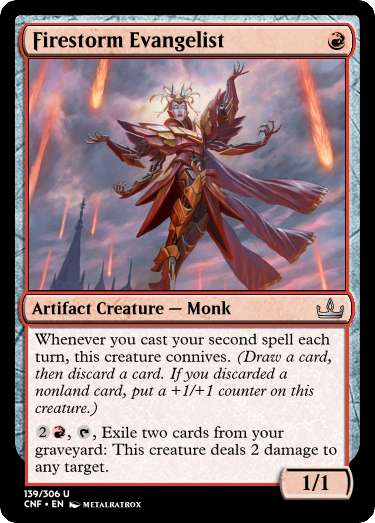 Firestorm Evangelist
Artifact Creature — Monk
Whenever you cast your second spell each
turn, this creature connives. (Draw a card,
then discard a card. If you discarded a
nonland card, put a +1/+1 counter on this
creature.)
2 , , Exile two cards from your
graveyard: This creature deals 2 damage to
any target.
1/1
139/306 U
CNF • EN METALRATROX